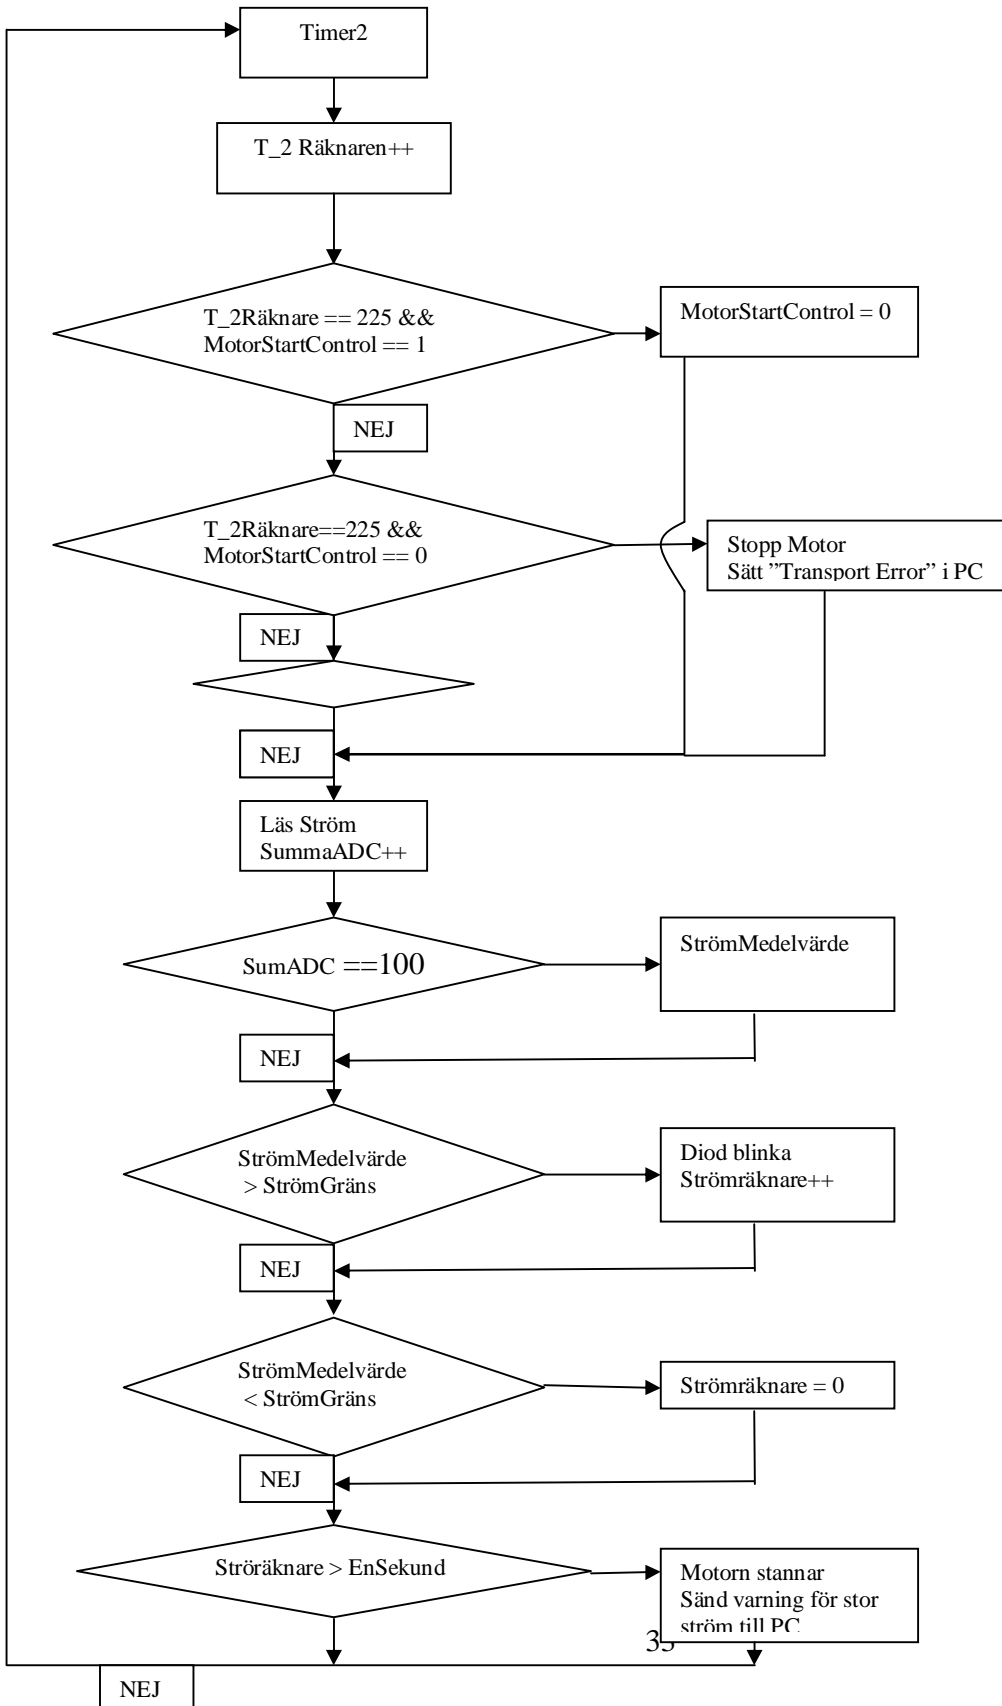 Timer2
T_2 Räknaren++
T_2Räknare == 225 &&
MotorStartControl == 1
MotorStartControl = 0
NEJ
T_2Räknare==225 &&
MotorStartControl == 0
Stopp Motor
Sätt ”Transport Error” i PC
NEJ
NEJ
Läs Ström
SummaADC++
SumADC ==100
StrömMedelvärde
NEJ
StrömMedelvärde
> StrömGräns
Diod blinka
Strömräknare++
NEJ
StrömMedelvärde
< StrömGräns
Strömräknare = 0
NEJ
Ströräknare > EnSekund
Motorn stannar
Sänd varning för stor
ström till PC
NEJ